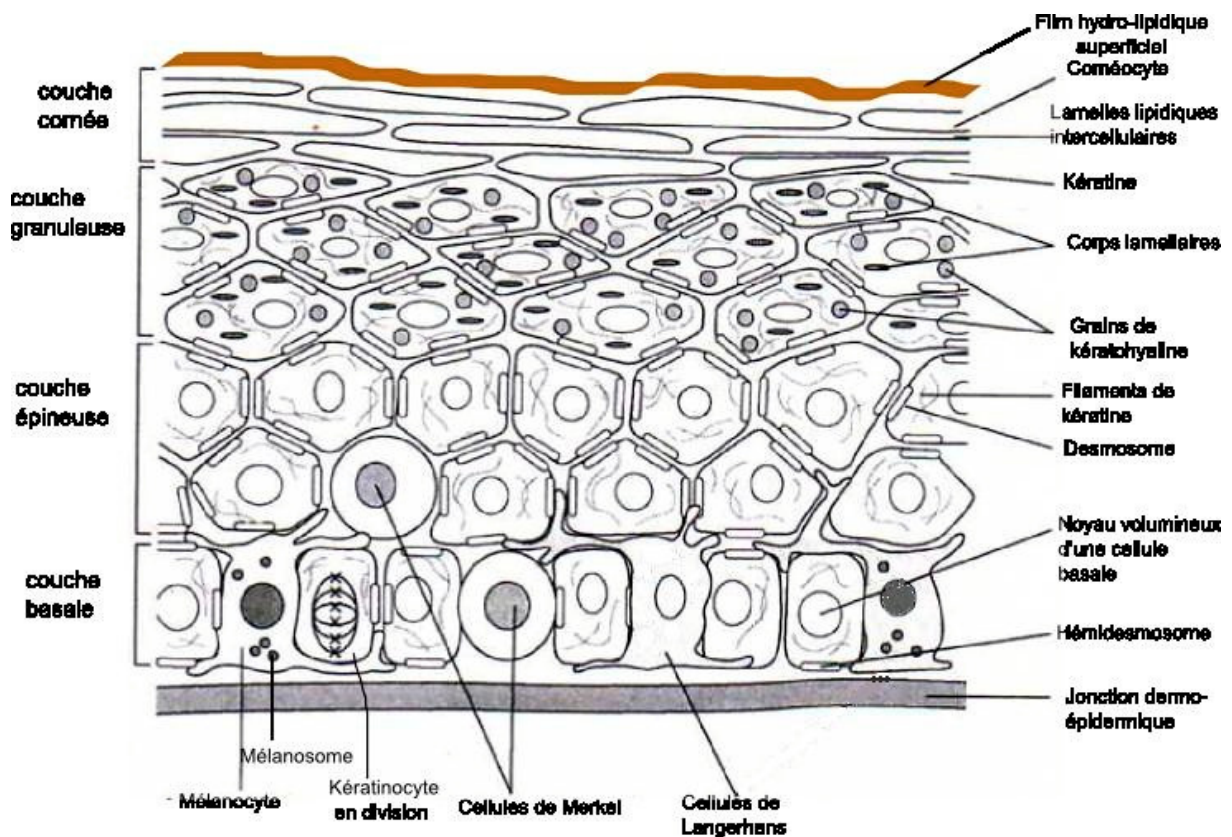 Film hydro-lipidique
superficiel
Cornéocyte
Lamelles lipidiques
intercellulaires
Kératine
Corps lamellaires
Grains de
kératohyaline
Filaments de
kératine
Desmosome
Noyau volumineux
d'une cellule
basale
Hémidesmosome
Jonction dermo-
épidermique
couche
cornée
couche
granuleuse
couche
épineuse
couche
basale
Mélanosome
Mélanocyte
Kératinocyte
en division
Cellules de Merkel
Cellules de
Langerhans